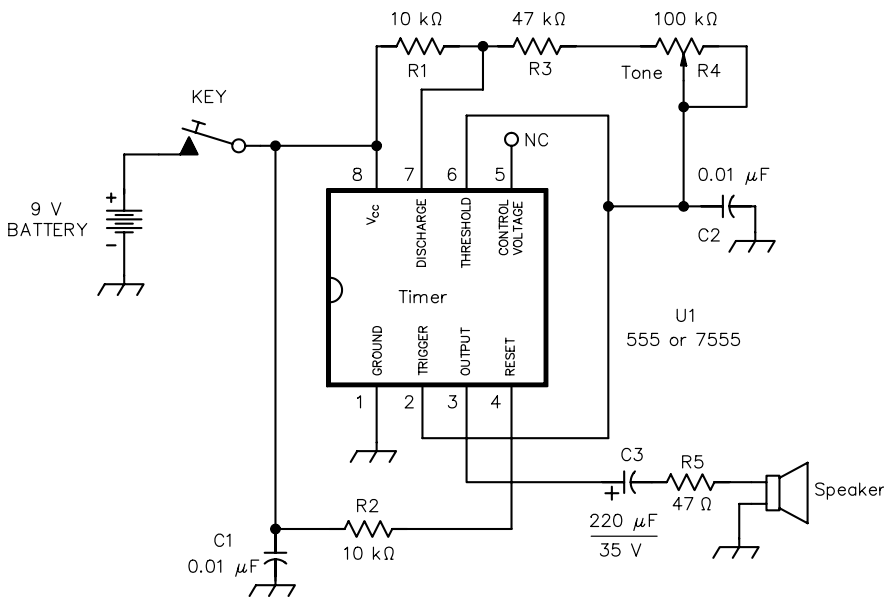 10 kΩ
47 kΩ
100 kΩ
R1
R3
Tone
R4
KEY
NC
8
7
6
5
0.01 μF
+
9 V
BATTERY
−
Vcc
DISCHARGE
THRESHOLD
CONTROL
VOLTAGE
C2
Timer
U1
555 or 7555
GROUND
TRIGGER
OUTPUT
RESET
1
2
3
4
C3
R5
+
47 Ω
Speaker
220 μF
35 V
R2
10 kΩ
C1
0.01 μF